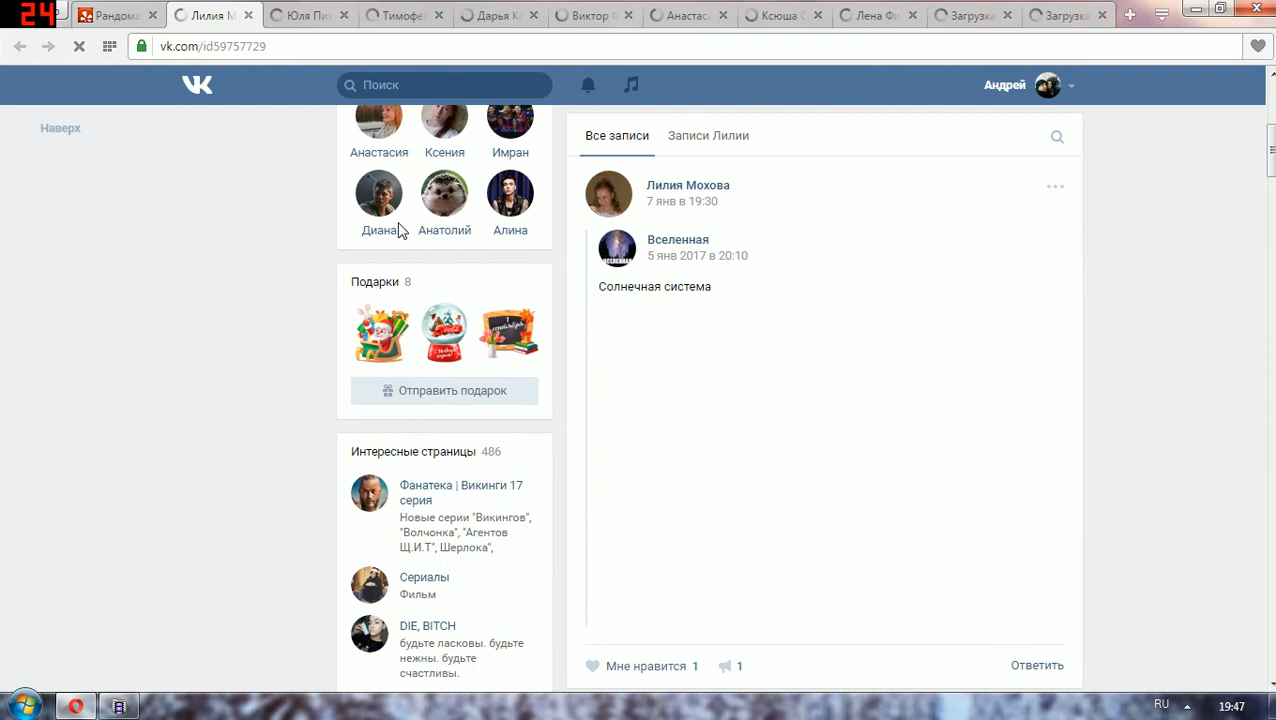 24
Рандома
Лилия М
Юля Пи
Тимофе
Дарья К
Виктор Ф
Анастас
Ксюша С
Лена Фи
Загрузка
Загрузка
vk.com/id59757729
Поиск
Андрей
Наверх
Анастасия
Ксения
Имран
Диана
Анатолий
Алина
Подарки 8
Отправить подарок
Интересные страницы 486
Фанатека | Викинги 17
серия
Новые серии "Викингов",
"Волчонка", "Агентов
Щ.И.Т", Шерлока",
Сериалы
Фильм
DIE, BITCH
будьте ласковы. будьте
нежны. будьте
счастливы.
Все записи
Записи Лилии
Лилия Мохова
7 янв в 19:30
Вселенная
5 янв 2017 в 20:10
Солнечная система
Мне нравится 1
1
Ответить
RU
19:47